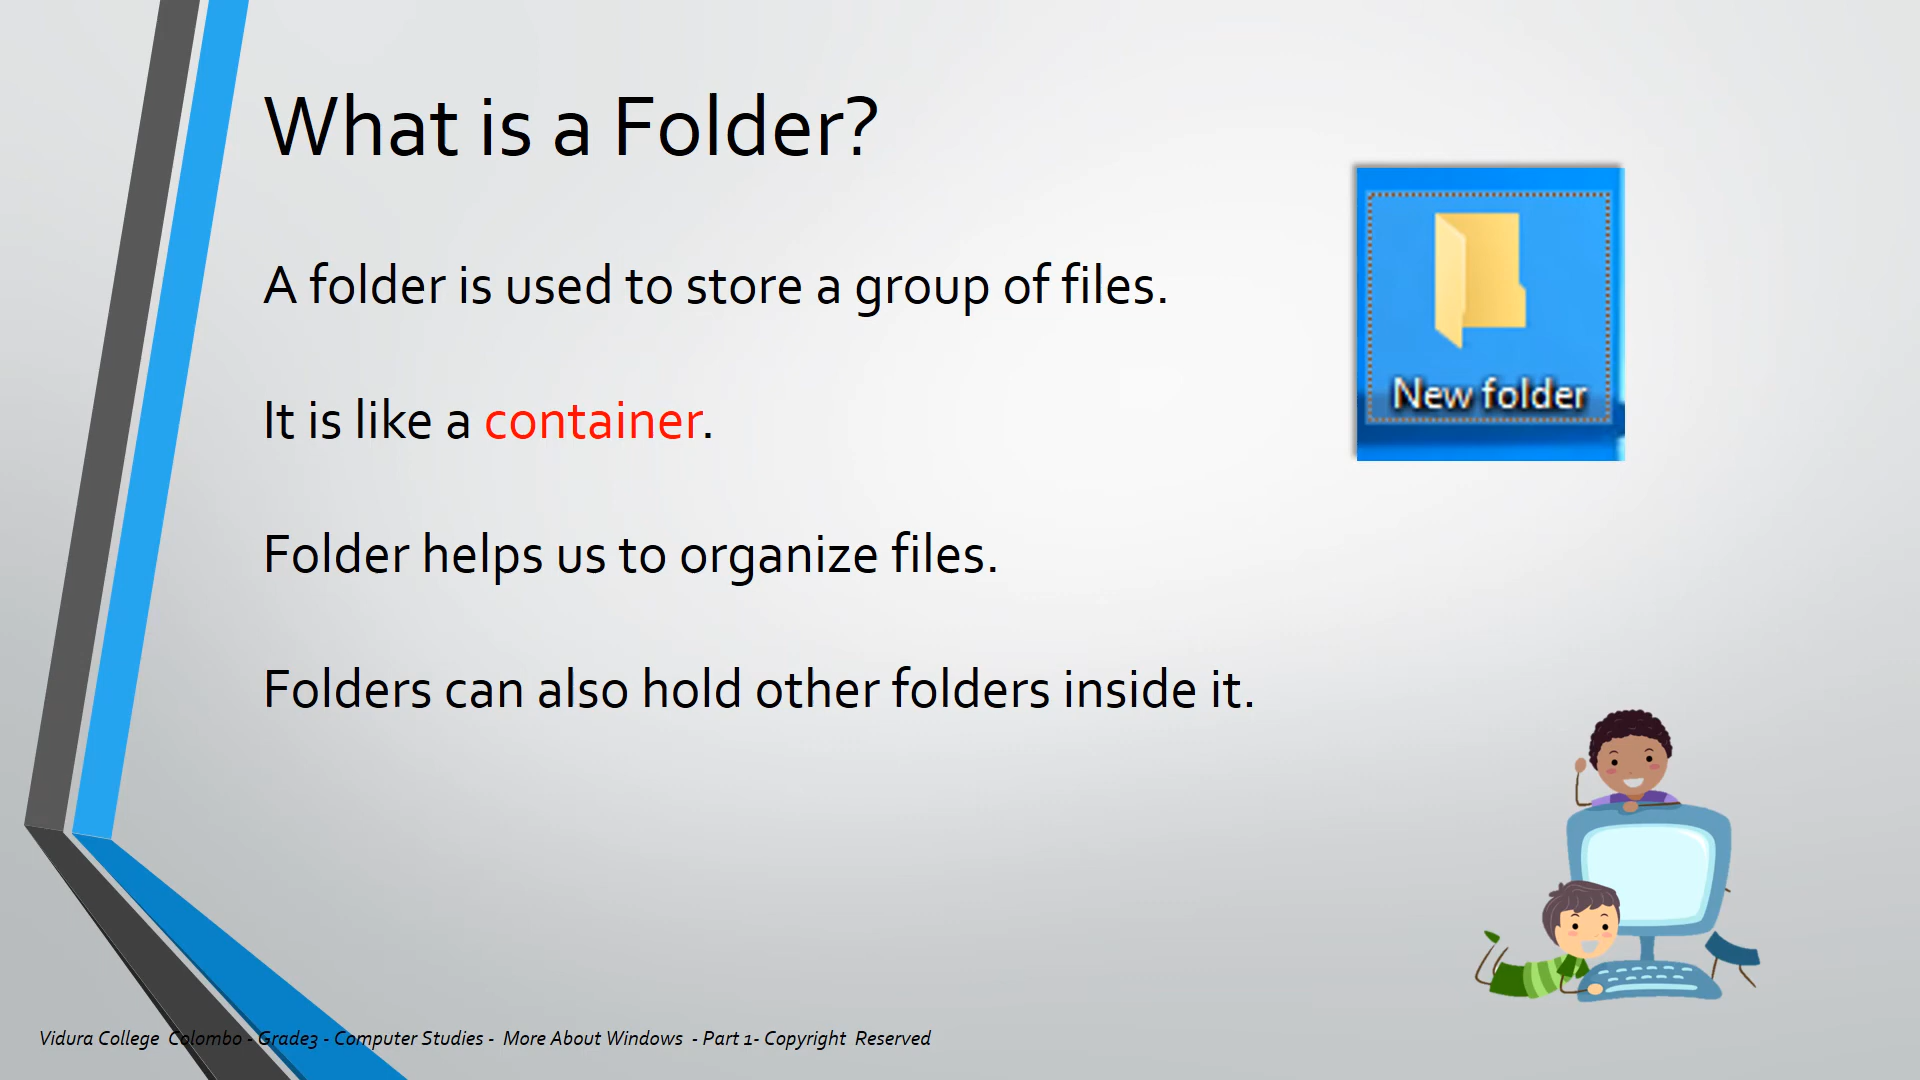 What is a Folder?
A folder is used to store a group of files.
New folder
It is like a container.
Folder helps us to organize files.
Folders can also hold other folders inside it.
Vidura College Colombo - Grade3 - Computer Studies - More About Windows - Part 1- Copyright Reserved